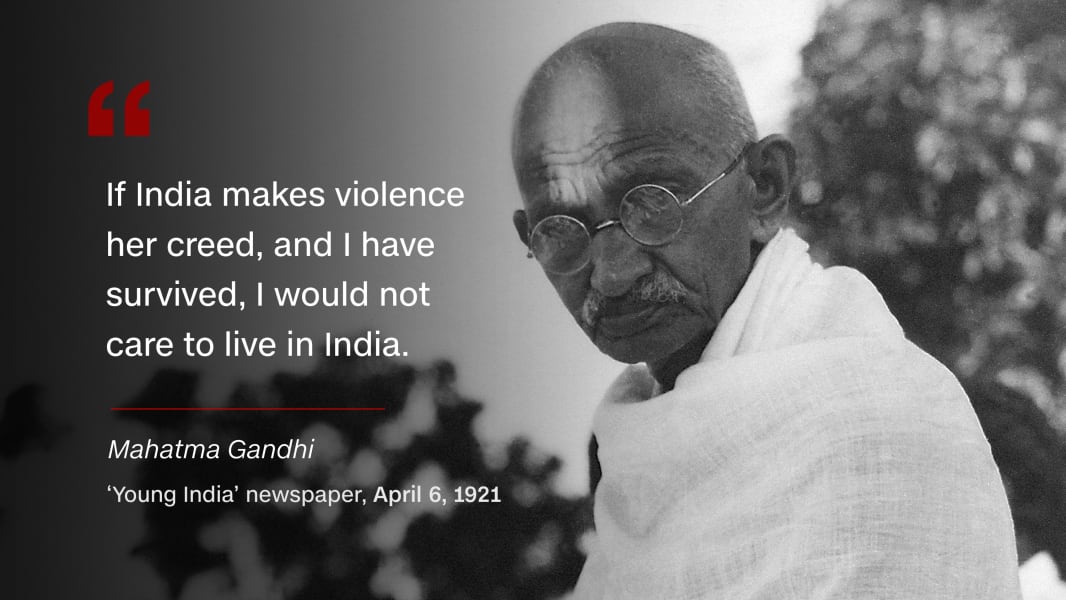 “
If India makes violence
her creed, and I have
survived, I would not
care to live in India.
Mahatma Gandhi
‘Young India’ newspaper, April 6, 1921